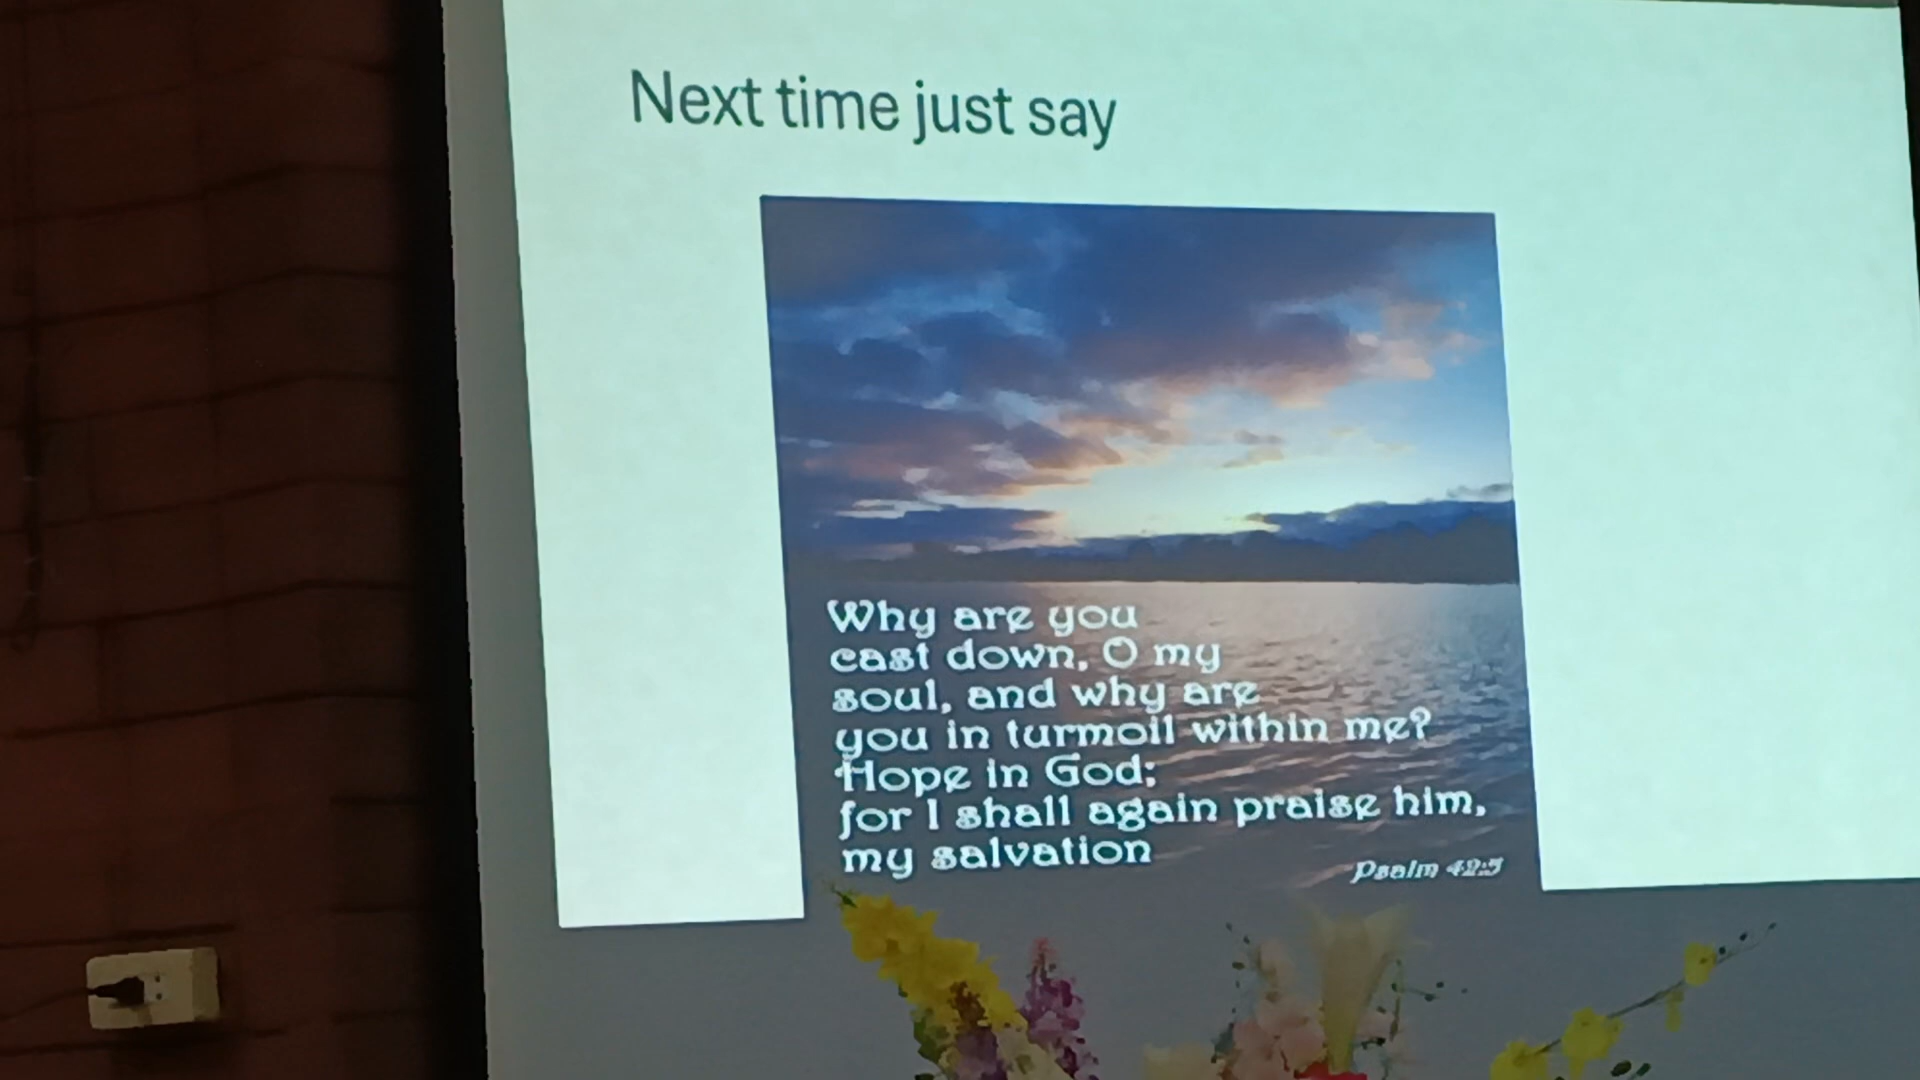 Next time just say
Why are you
cast down, O my
soul, and why are
you in turmoil within me?
Hope in God;
for I shall again praise him,
my salvation
Psalm 42:5